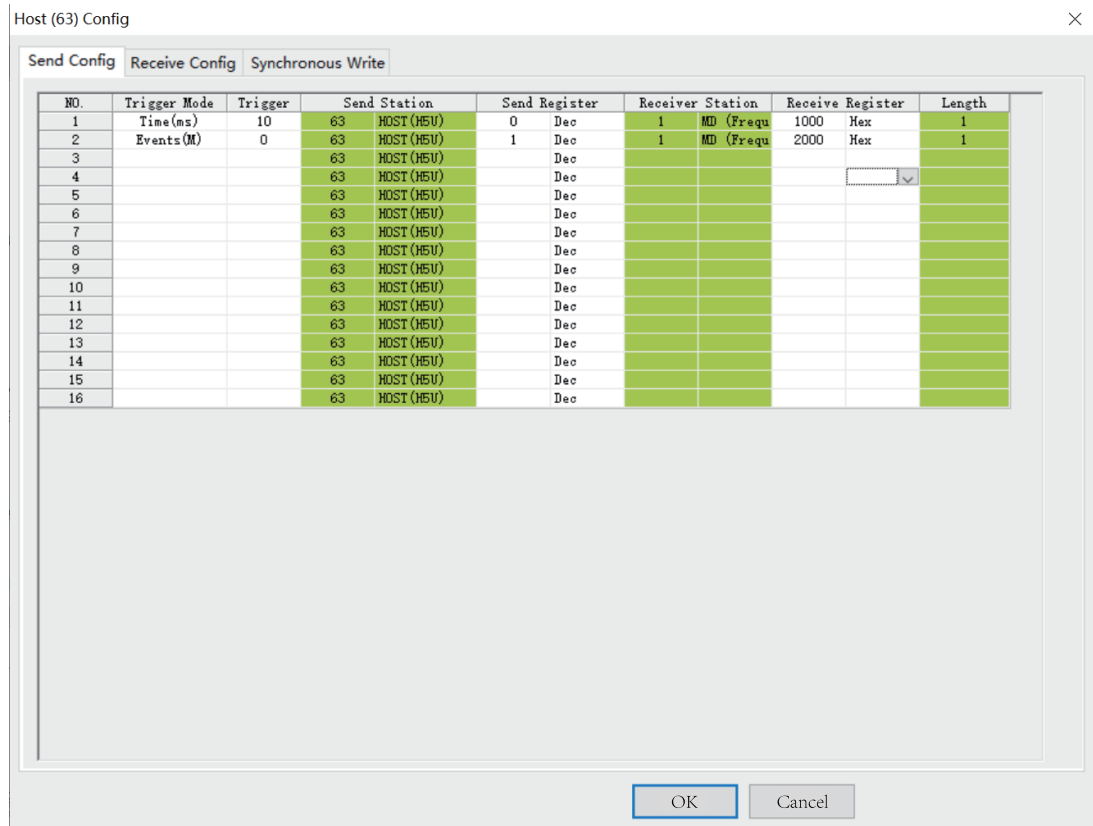 Host (63) Config
Send Config Receive Config Synchronous Write
NO. Trigger Mode Trigger Send Station Send Register Receiver Station Receive Register Length
1 Time(ms) 10 63 HOST(H5U) 0 Dec 1 MD (Frequ 1000 Hex 1
2 Events(M) 0 63 HOST(H5U) 1 Dec 1 MD (Frequ 2000 Hex 1
3 63 HOST(H5U) Dec
4 63 HOST(H5U) Dec
5 63 HOST(H5U) Dec
6 63 HOST(H5U) Dec
7 63 HOST(H5U) Dec
8 63 HOST(H5U) Dec
9 63 HOST(H5U) Dec
10 63 HOST(H5U) Dec
11 63 HOST(H5U) Dec
12 63 HOST(H5U) Dec
13 63 HOST(H5U) Dec
14 63 HOST(H5U) Dec
15 63 HOST(H5U) Dec
16 63 HOST(H5U) Dec
OK Cancel